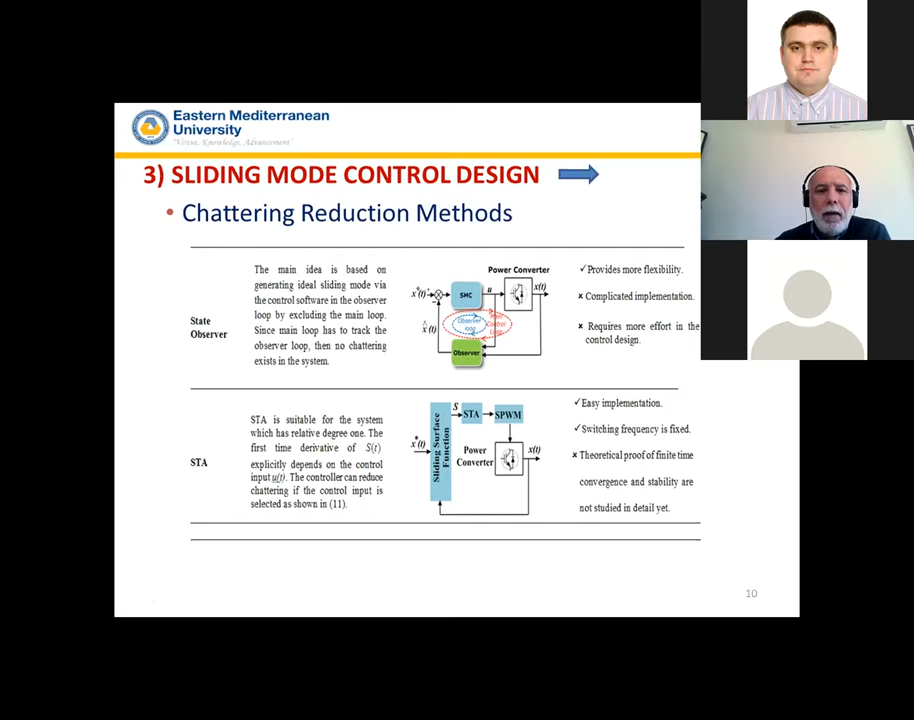 Eastern Mediterranean
University
"Virtue, Knowledge, Advancement"
3) SLIDING MODE CONTROL DESIGN
• Chattering Reduction Methods
State
Observer
The main idea is based on
generating ideal sliding mode via
the control software in the observer
loop by excluding the main loop.
Since main loop has to track the
observer loop, then no chattering
exists in the system.
Power Converter
x*(t)
+
-
SMC
u
x(t)
x̂(t)
Observer
loop
Main
Control
Loop
Observer
✓Provides more flexibility.
× Complicated implementation.
× Requires more effort in the
control design.
STA
STA is suitable for the system
which has relative degree one. The
first time derivative of S(t)
explicitly depends on the control
input u(t). The controller can reduce
chattering if the control input is
selected as shown in (11).
x*(t)
Sliding Surface
Function
S
STA
SPWM
Power
Converter
x(t)
✓Easy implementation.
✓Switching frequency is fixed.
× Theoretical proof of finite time
convergence and stability are
not studied in detail yet.
10